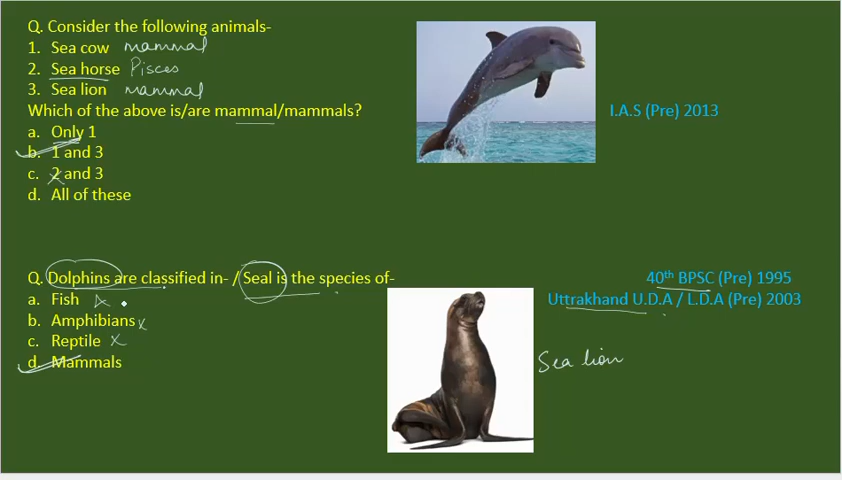 Q. Consider the following animals-
1. Sea cow mammal
2. Sea horse Pisces
3. Sea lion mammal
Which of the above is/are mammal/mammals?
I.A.S (Pre) 2013
a. Only 1
b. 1 and 3
c. 2 and 3
d. All of these
Q. Dolphins are classified in- / Seal is the species of-
40th BPSC (Pre) 1995
a. Fish
Uttrakhand U.D.A / L.D.A (Pre) 2003
b. Amphibians
c. Reptile
d. Mammals
Sea lion